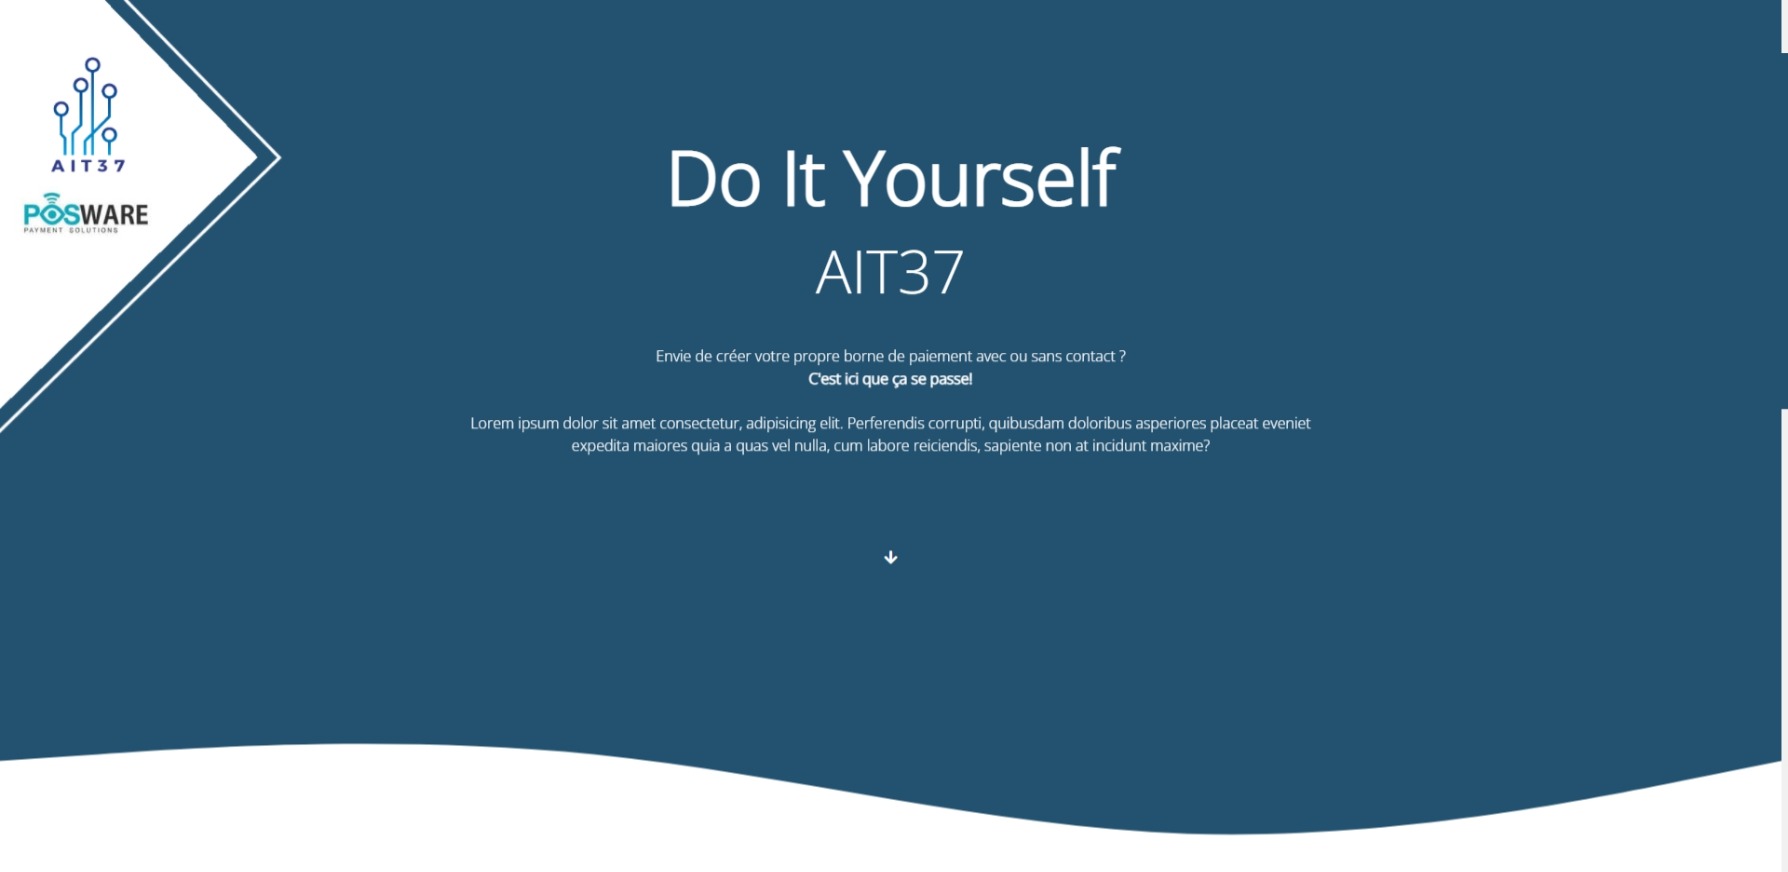 AIT37
POSWARE
PAYMENT SOLUTIONS
Do It Yourself
AIT37
Envie de créer votre propre borne de paiement avec ou sans contact ?
C'est ici que ça se passe!
Lorem ipsum dolor sit amet consectetur, adipisicing elit. Perferendis corrupti, quibusdam doloribus asperiores placeat eveniet
expedita maiores quia a quas vel nulla, cum labore reiciendis, sapiente non at incidunt maxime?